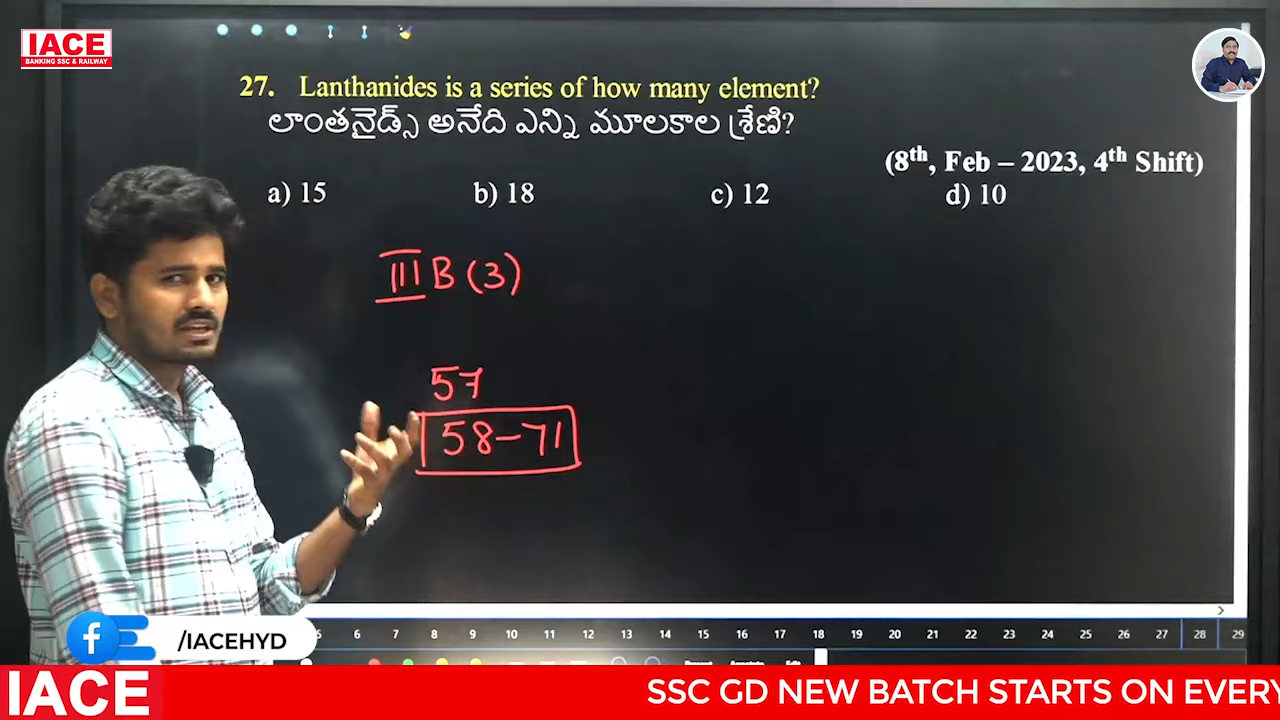 IACE
BANKING SSC & RAILWAY
27. Lanthanides is a series of how many element?
లాంతనైడ్స్ అనేది ఎన్ని మూలకాల శ్రేణి?
(8th, Feb – 2023, 4th Shift)
a) 15 b) 18 c) 12 d) 10
III B (3)
57
58-71
/IACEHYD
5 6 7 8 9 10 11 12 13 14 15 16 17 18 19 20 21 22 23 24 25 26 27 28 29
IACE
SSC GD NEW BATCH STARTS ON EVERY